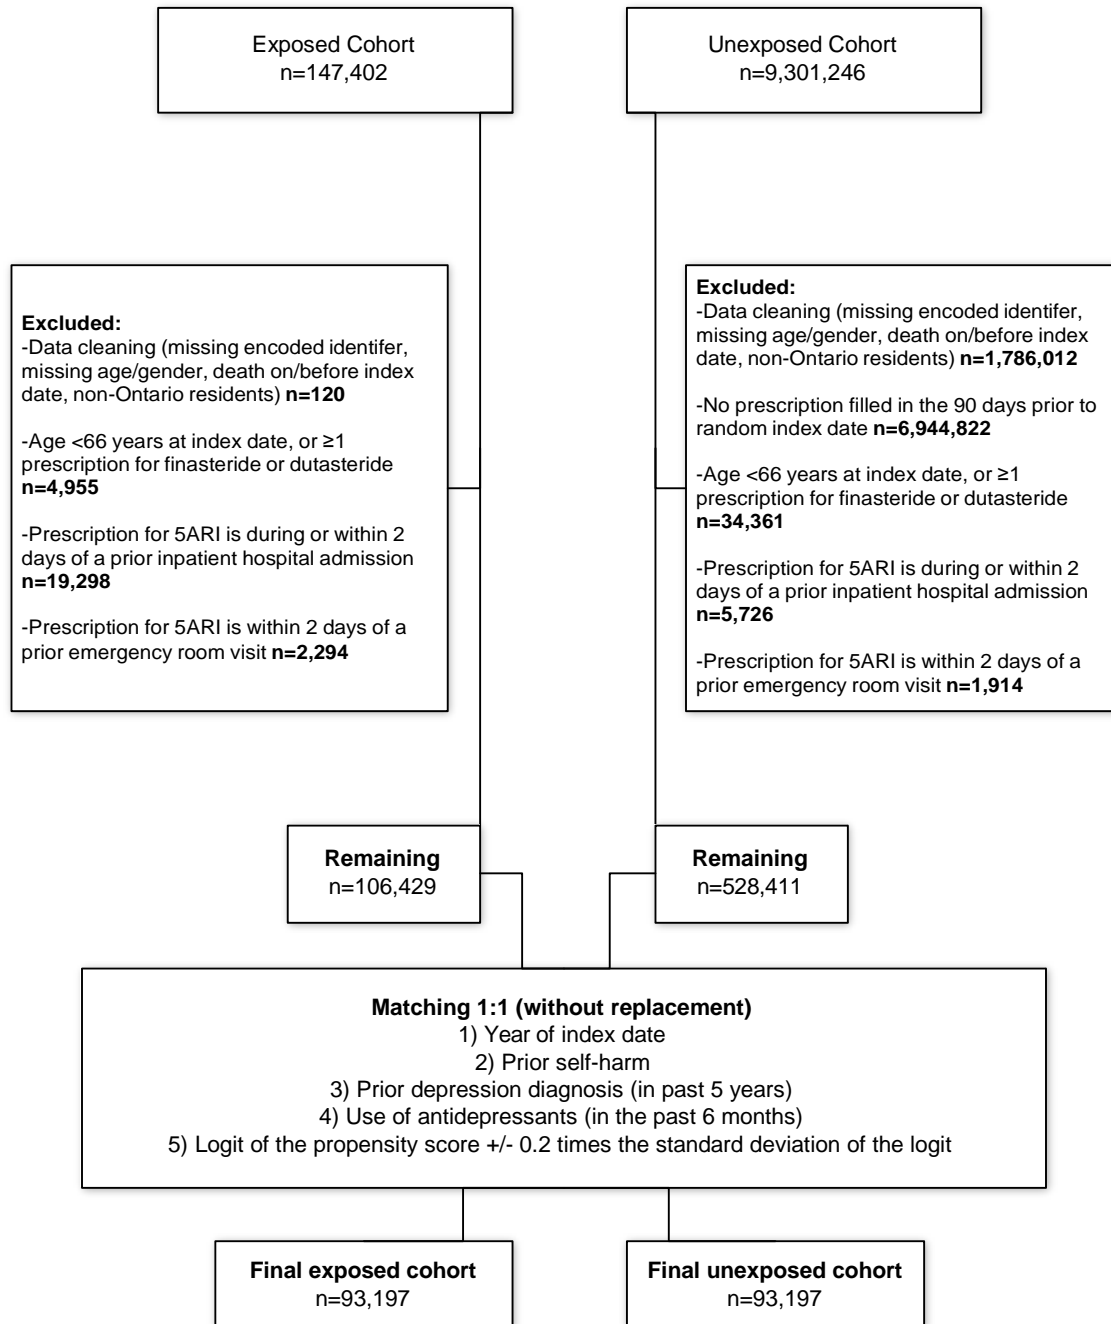 Exposed Cohort
n=147,402
Unexposed Cohort
n=9,301,246
Excluded:
-Data cleaning (missing encoded identifer,
missing age/gender, death on/before index
date, non-Ontario residents) n=120
-Age <66 years at index date, or ≥1
prescription for finasteride or dutasteride
n=4,955
-Prescription for 5ARI is during or within 2
days of a prior inpatient hospital admission
n=19,298
-Prescription for 5ARI is within 2 days of a
prior emergency room visit n=2,294
Excluded:
-Data cleaning (missing encoded identifer,
missing age/gender, death on/before index
date, non-Ontario residents) n=1,786,012
-No prescription filled in the 90 days prior to
random index date n=6,944,822
-Age <66 years at index date, or ≥1
prescription for finasteride or dutasteride
n=34,361
-Prescription for 5ARI is during or within 2
days of a prior inpatient hospital admission
n=5,726
-Prescription for 5ARI is within 2 days of a
prior emergency room visit n=1,914
Remaining
n=106,429
Remaining
n=528,411
Matching 1:1 (without replacement)
1) Year of index date
2) Prior self-harm
3) Prior depression diagnosis (in past 5 years)
4) Use of antidepressants (in the past 6 months)
5) Logit of the propensity score +/- 0.2 times the standard deviation of the logit
Final exposed cohort
n=93,197
Final unexposed cohort
n=93,197